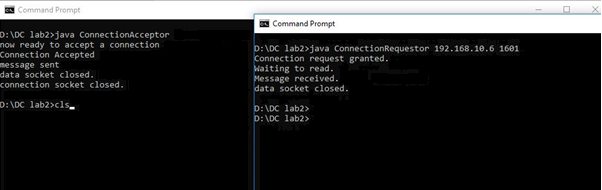 Command Prompt
D:\DC lab2>java ConnectionAcceptor
now ready to accept a connection
Connection Accepted
message sent
data socket closed.
connection socket closed.
D:\DC lab2>cls
Command Prompt
D:\DC lab2>java ConnectionRequestor 192.168.10.6 1601
Connection request granted.
Waiting to read.
Message received.
data socket closed.
D:\DC lab2>
D:\DC lab2>